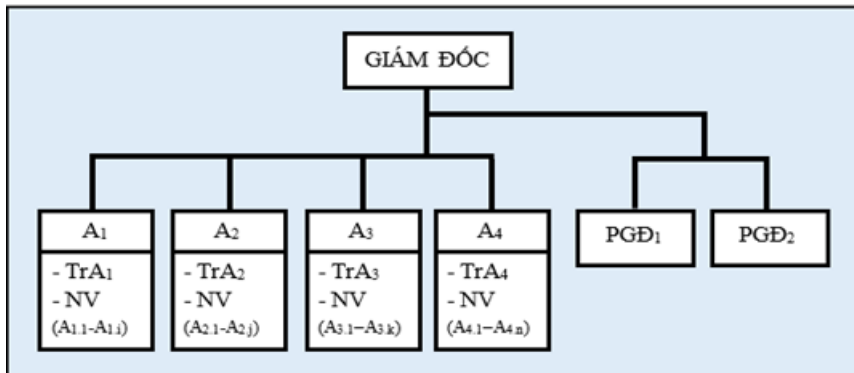 GIÁM ĐỐC
A₁
- TrA₁
- NV
(A₁.₁-A₁.ᵢ)
A₂
- TrA₂
- NV
(A₂.₁-A₂.ⱼ)
A₃
- TrA₃
- NV
(A₃.₁–A₃.ₖ)
A₄
- TrA₄
- NV
(A₄.₁–A₄.ₙ)
PGĐ₁
PGĐ₂